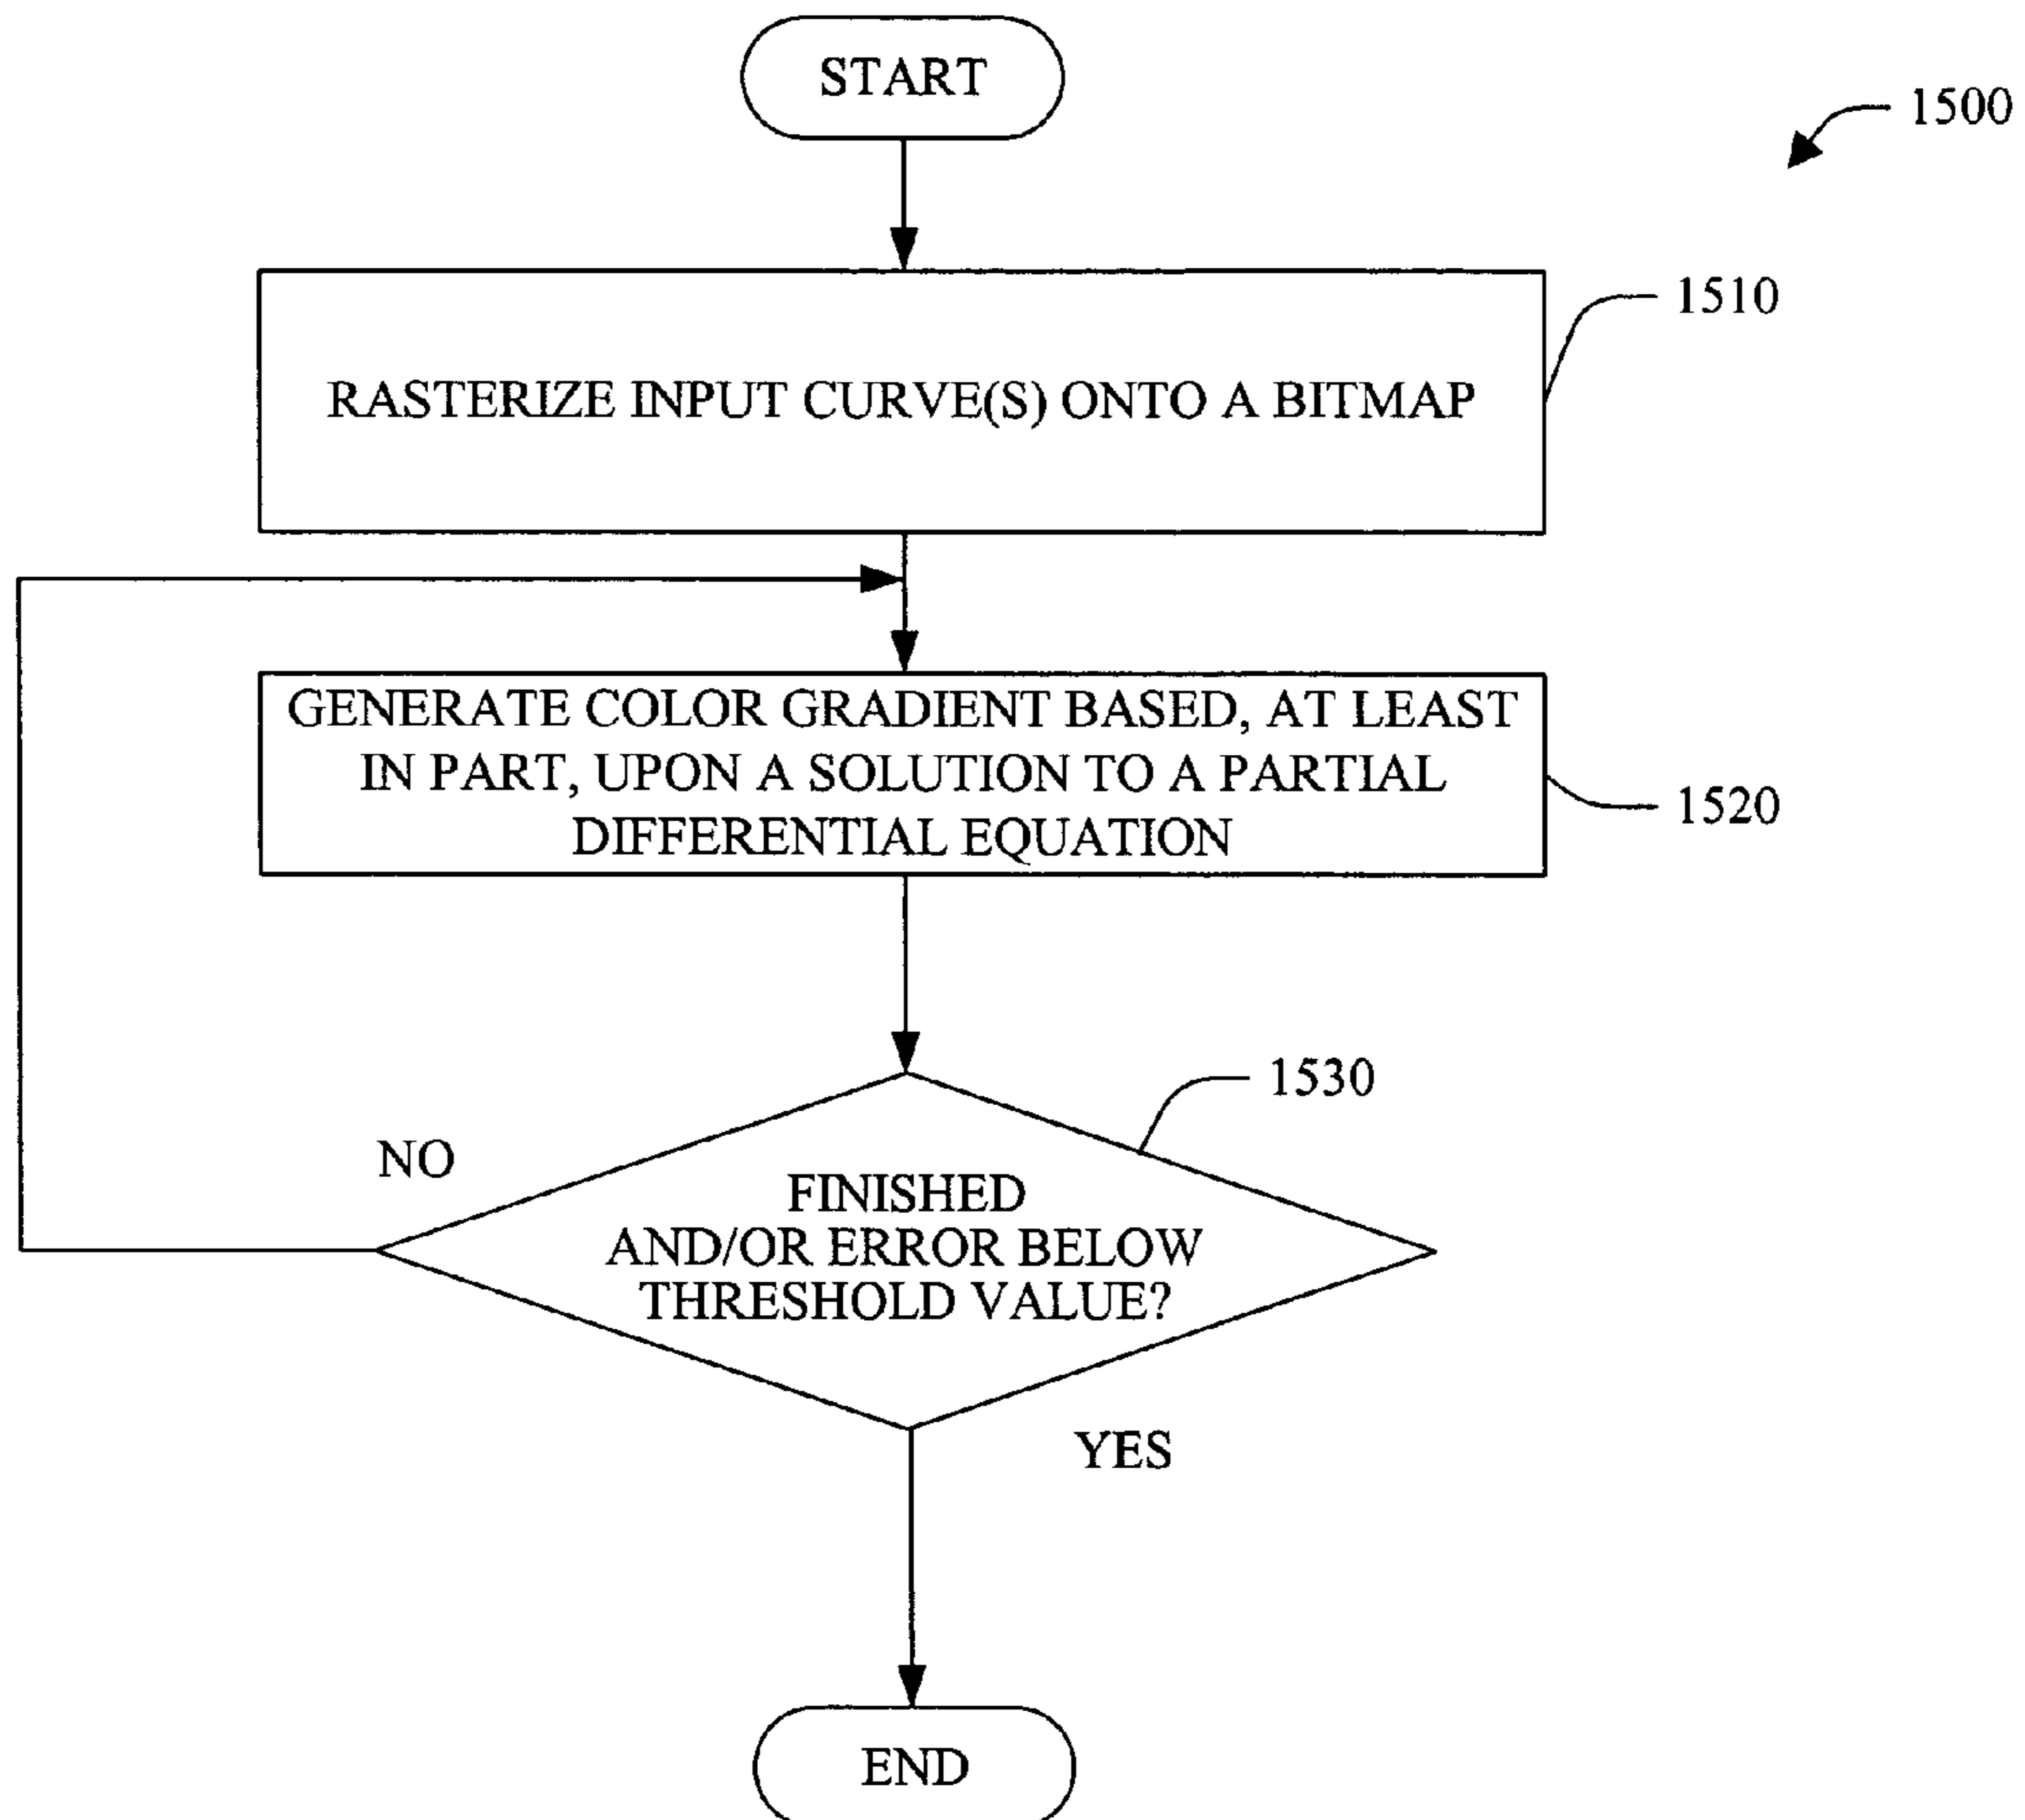 START
1500
1510
RASTERIZE INPUT CURVE(S) ONTO A BITMAP
GENERATE COLOR GRADIENT BASED, AT LEAST
IN PART, UPON A SOLUTION TO A PARTIAL
DIFFERENTIAL EQUATION
1520
1530
NO
FINISHED
AND/OR ERROR BELOW
THRESHOLD VALUE?
YES
END